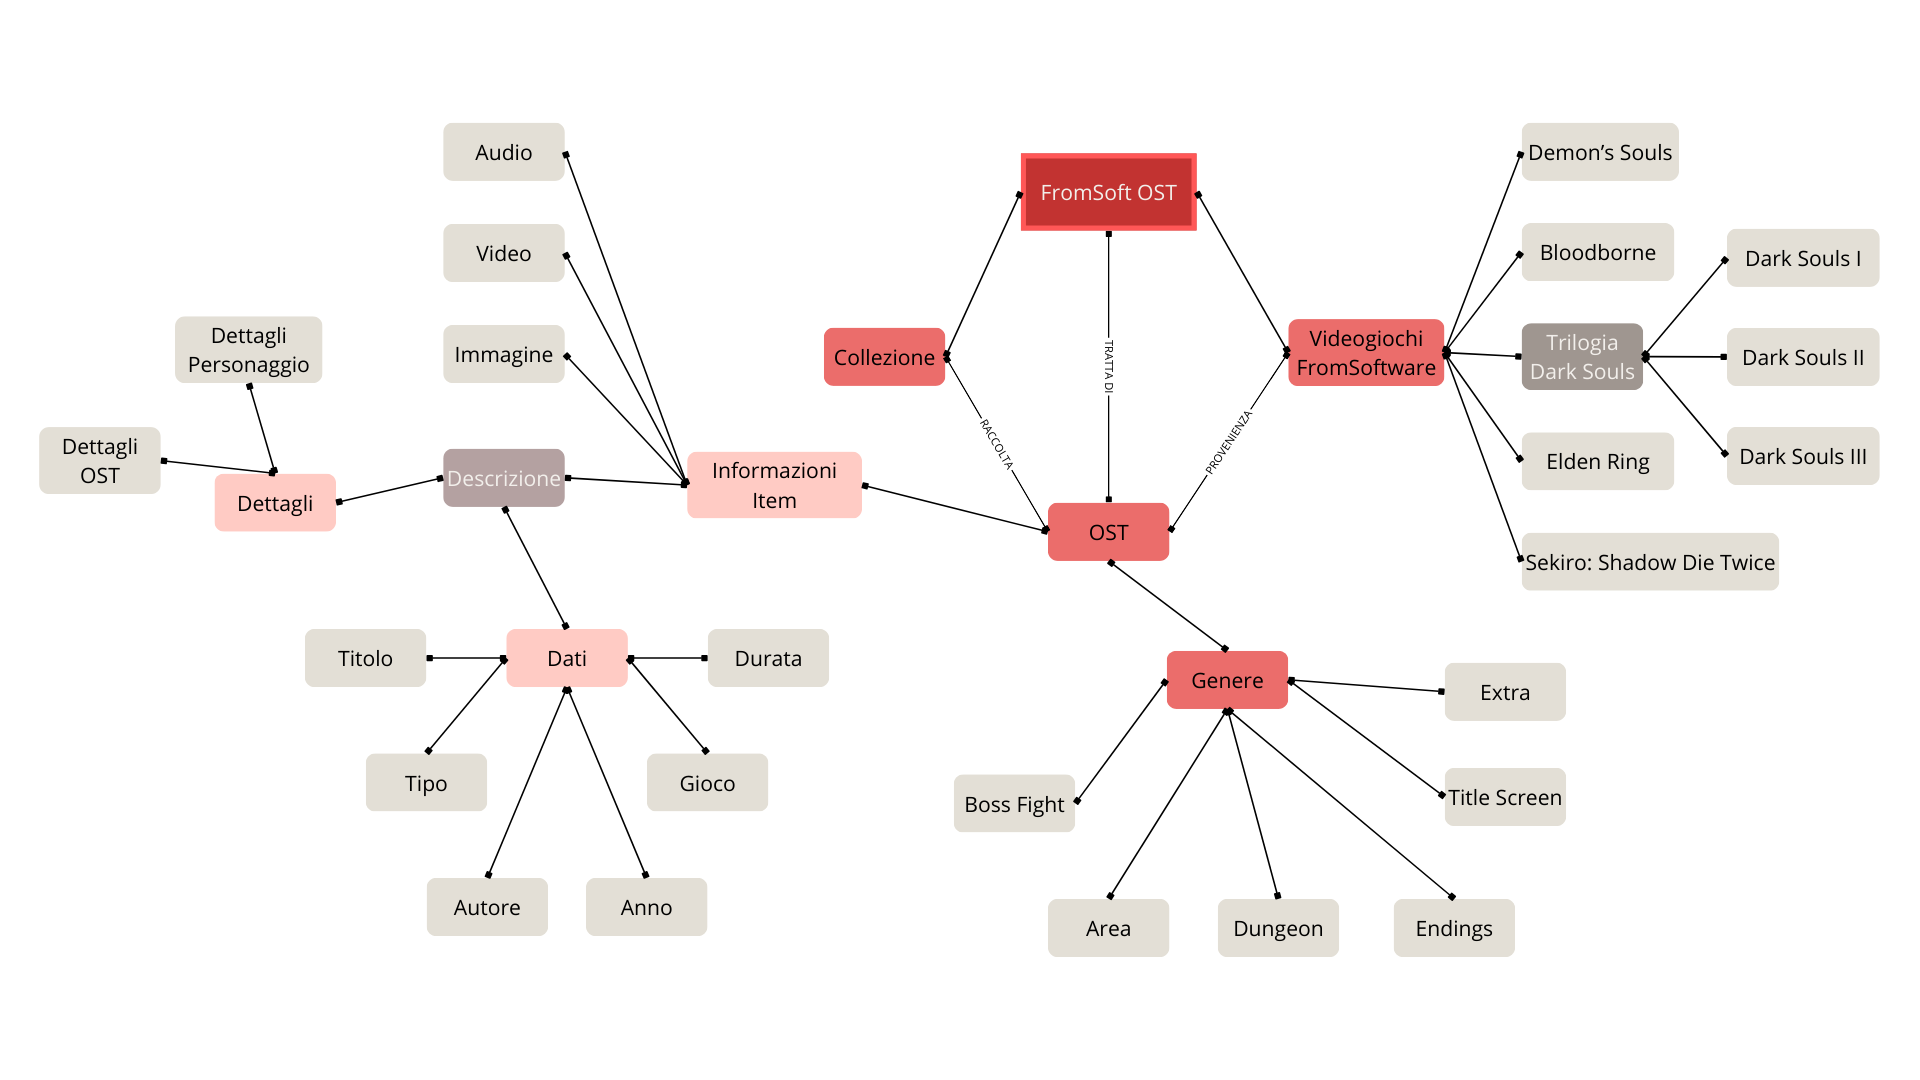 Audio
Demon’s Souls
FromSoft OST
Video
Bloodborne
Dark Souls I
Dettagli
Personaggio
Immagine
Collezione
TRATTA DI
Videogiochi
FromSoftware
Trilogia
Dark Souls
Dark Souls II
RACCOLTA
PROVENIENZA
Dettagli
OST
Dettagli
Descrizione
Informazioni
Item
Elden Ring
Dark Souls III
OST
Sekiro: Shadow Die Twice
Titolo
Dati
Durata
Genere
Extra
Tipo
Gioco
Boss Fight
Title Screen
Autore
Anno
Area
Dungeon
Endings